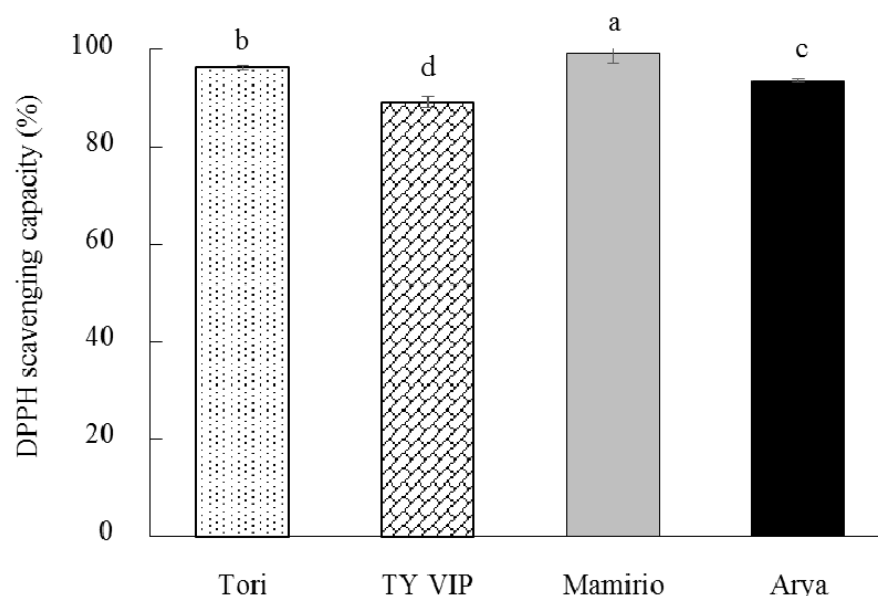 DPPH scavenging capacity (%)
100
80
60
40
20
0
b
d
a
c
Tori
TY VIP
Mamirio
Arya